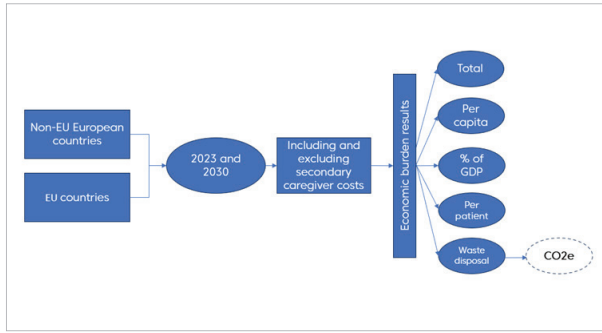 Non-EU European
countries
EU countries
2023 and
2030
Including and
excluding
secondary
caregiver costs
Economic burden results
Total
Per
capita
% of
GDP
Per
patient
Waste
disposal
CO2e